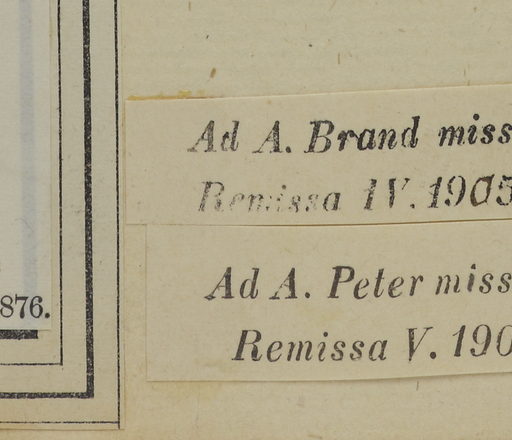 Ad A. Brand miss
Remissa IV. 1905
Ad A. Peter miss
Remissa V. 190
876.